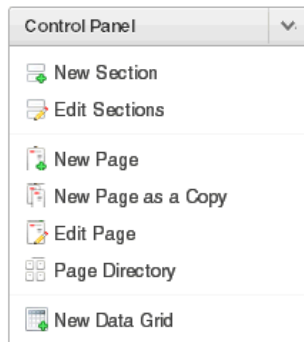 Control Panel
New Section
Edit Sections
New Page
New Page as a Copy
Edit Page
Page Directory
New Data Grid